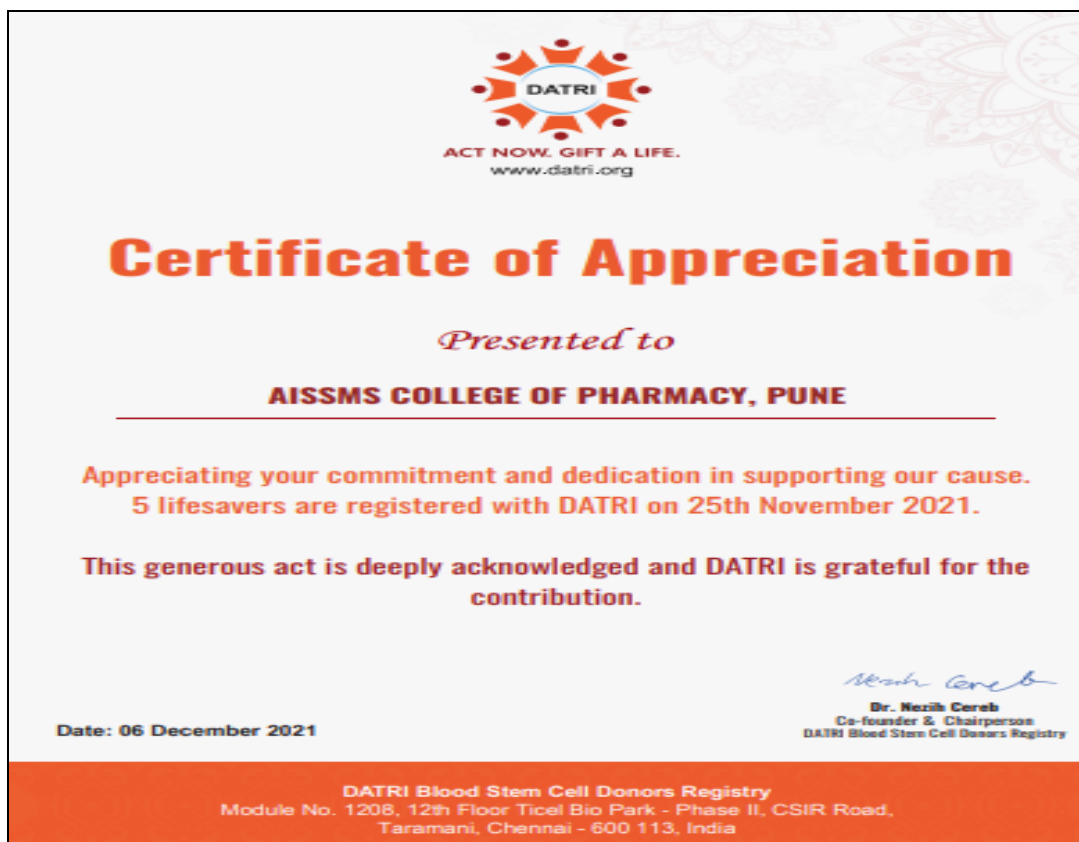 DATRI
ACT NOW. GIFT A LIFE.
www.datri.org
Certificate of Appreciation
Presented to
AISSMS COLLEGE OF PHARMACY, PUNE
Appreciating your commitment and dedication in supporting our cause.
5 lifesavers are registered with DATRI on 25th November 2021.
This generous act is deeply acknowledged and DATRI is grateful for the
contribution.
Nezih Cereb
Dr. Nezih Cereb
Co-founder & Chairperson
DATRI Blood Stem Cell Donors Registry
Date: 06 December 2021
DATRI Blood Stem Cell Donors Registry
Module No. 1208, 12th Floor Ticel Bio Park - Phase II, CSIR Road,
Taramani, Chennai - 600 113, India